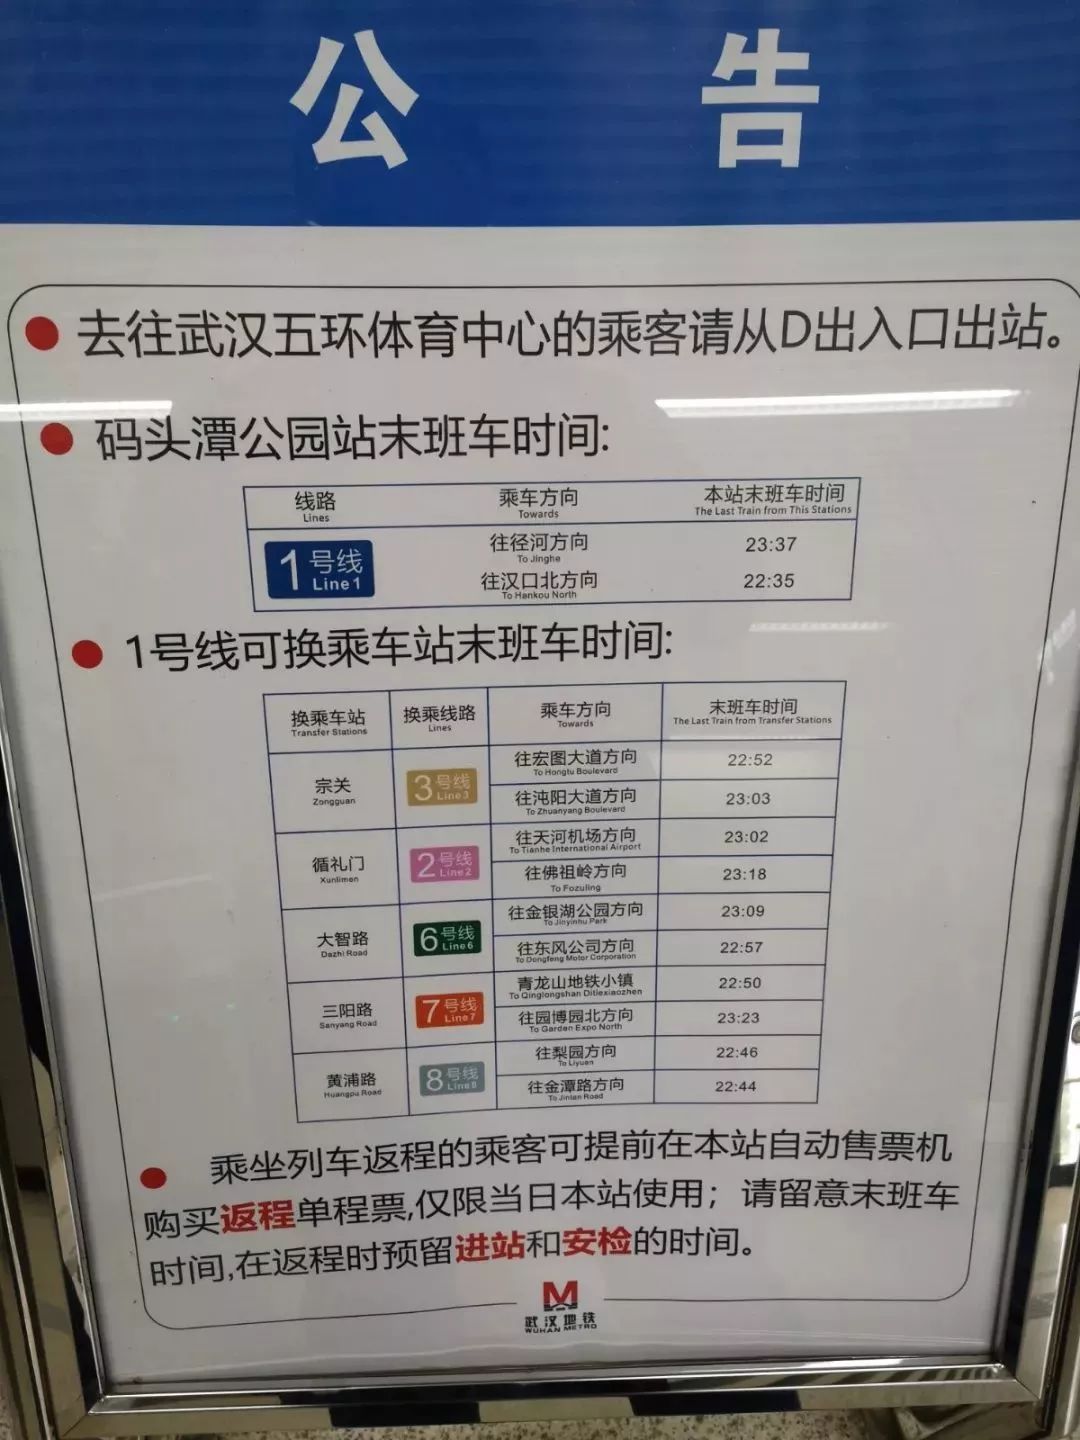 公 告
去往武汉五环体育中心的乘客请从D出入口出站。
码头潭公园站末班车时间:
线路 乘车方向 本站末班车时间
Lines Towards The Last Train from This Stations
1号线 Line1
往径河方向 23:37
To Jinghe
往汉口北方向 22:35
To Hankou North
1号线可换乘车站末班车时间:
换乘车站 换乘线路 乘车方向 末班车时间
Transfer Stations Lines Towards The Last Train from Transfer Stations
宗关 Zongguan
3号线 Line3
往宏图大道方向 22:52
To Hongtu Boulevard
往沌阳大道方向 23:03
To Zhuanyang Boulevard
循礼门 Xunlimen
2号线 Line2
往天河机场方向 23:02
To Tianhe International Airport
往佛祖岭方向 23:18
To Fozuling
大智路 Dazhi Road
6号线 Line6
往金银湖公园方向 23:09
To Jinyinhu Park
往东风公司方向 22:57
To Dongfeng Motor Corporation
三阳路 Sanyang Road
7号线 Line7
青龙山地铁小镇 22:50
To Qinglongshan Ditiexiaozhen
往园博园北方向 23:23
To Garden Expo North
黄浦路 Huangpu Road
8号线 Line8
往梨园方向 22:46
To Liyuan
往金潭路方向 22:44
To Jintan Road
乘坐列车返程的乘客可提前在本站自动售票机
购买返程单程票,仅限当日本站使用；请留意末班车
时间,在返程时预留进站和安检的时间。
武汉地铁
WUHAN METRO